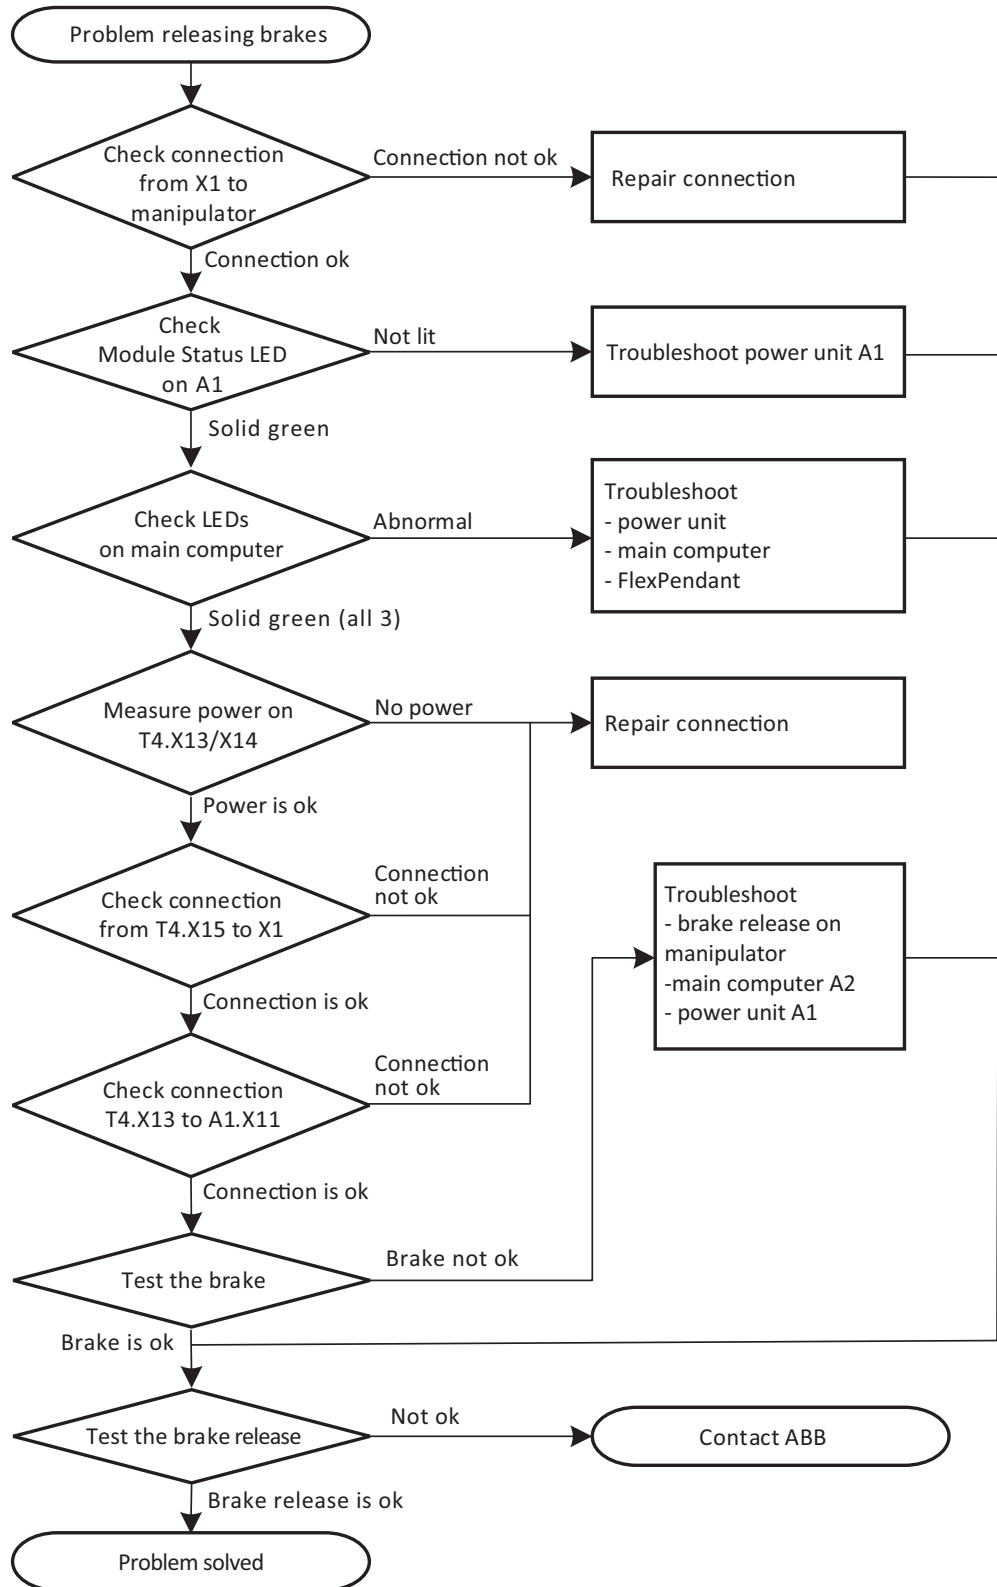 Problem releasing brakes
Check connection
from X1 to
manipulator
Connection not ok
Repair connection
Connection ok
Check
Module Status LED
on A1
Not lit
Troubleshoot power unit A1
Solid green
Check LEDs
on main computer
Abnormal
Troubleshoot
- power unit
- main computer
- FlexPendant
Solid green (all 3)
Measure power on
T4.X13/X14
No power
Repair connection
Power is ok
Check connection
from T4.X15 to X1
Connection
not ok
Connection is ok
Check connection
T4.X13 to A1.X11
Connection
not ok
Troubleshoot
- brake release on
manipulator
-main computer A2
- power unit A1
Connection is ok
Test the brake
Brake not ok
Brake is ok
Test the brake release
Not ok
Contact ABB
Brake release is ok
Problem solved